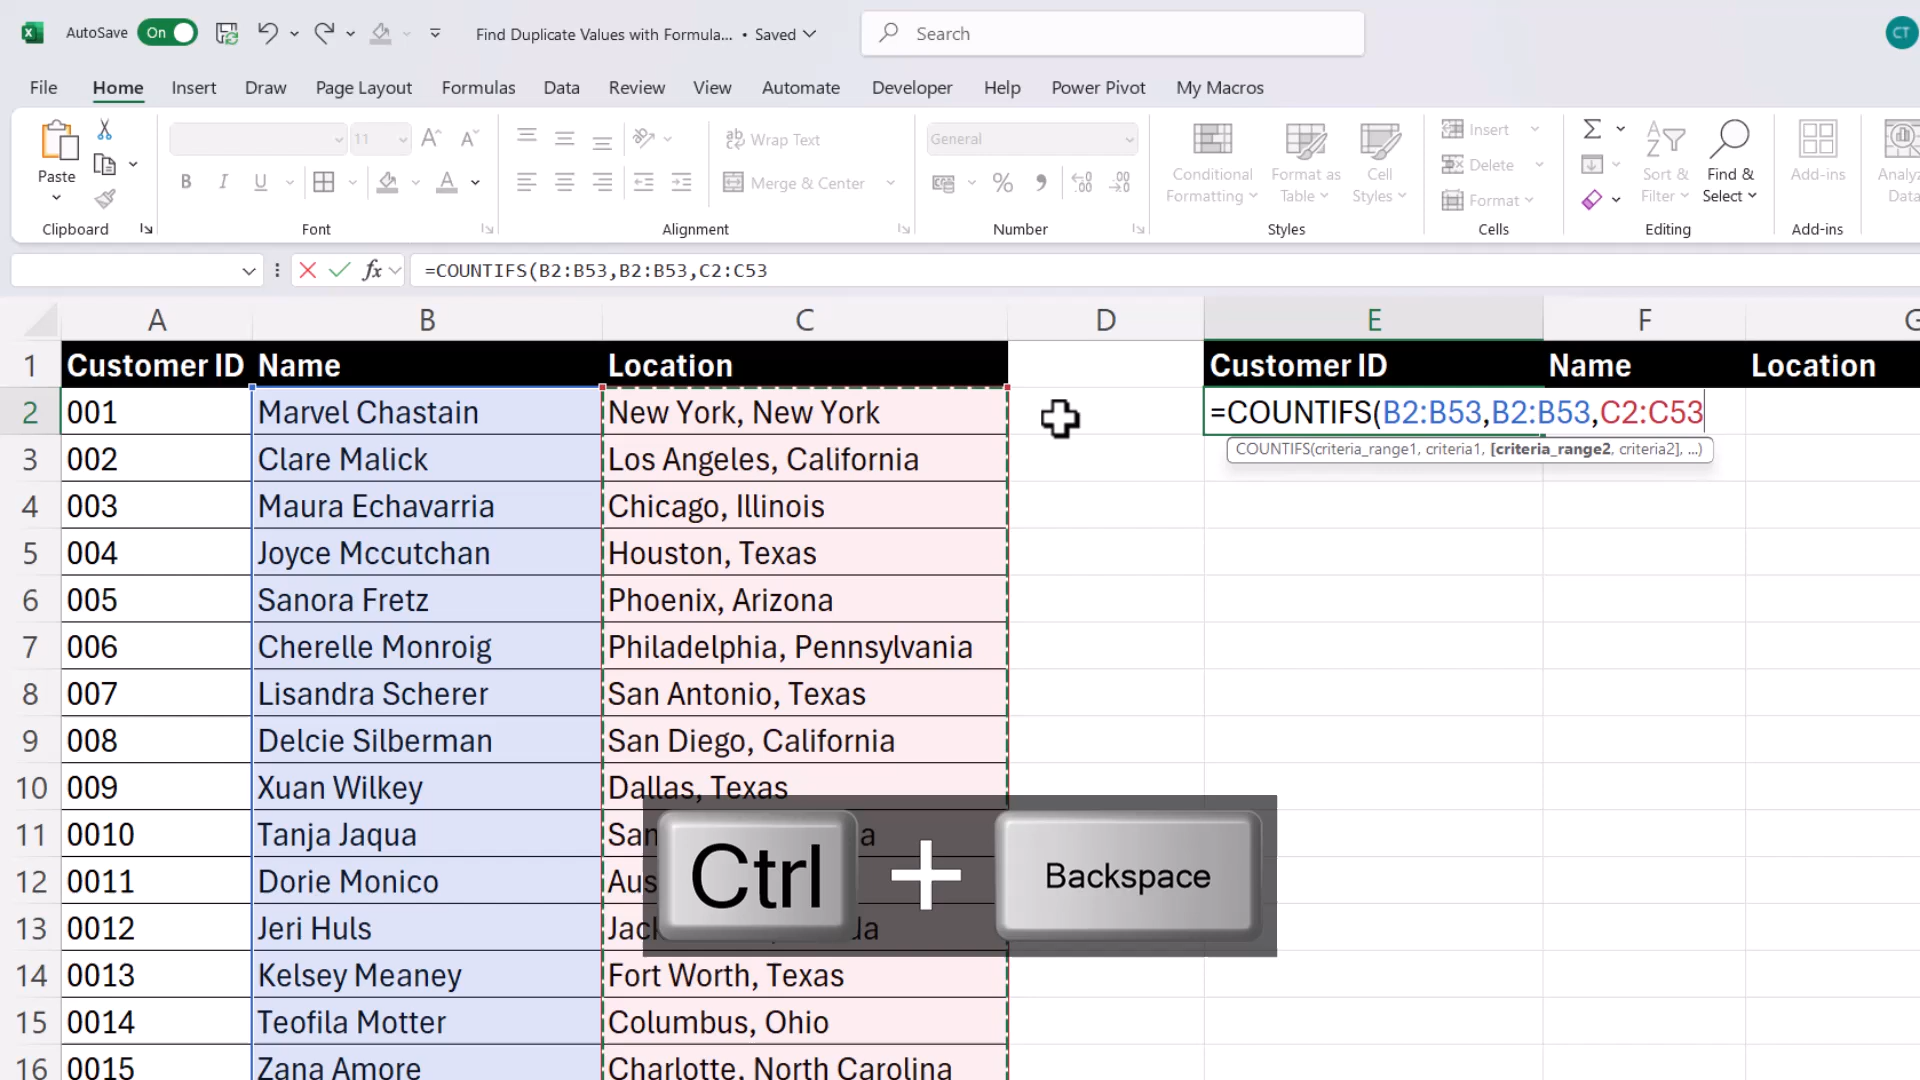 AutoSave On Find Duplicate Values with Formula... • Saved Search CT
File Home Insert Draw Page Layout Formulas Data Review View Automate Developer Help Power Pivot My Macros
Paste
Clipboard
11
B I U
Font
Wrap Text
Merge & Center
Alignment
General
Number
Conditional Formatting
Format as Table
Cell Styles
Styles
Insert
Delete
Format
Cells
Sort & Filter
Find & Select
Editing
Add-ins
Add-ins
Data
=COUNTIFS(B2:B53,B2:B53,C2:C53
A B C D E F
1 Customer ID Name Location Customer ID Name Location
2 001 Marvel Chastain New York, New York =COUNTIFS(B2:B53,B2:B53,C2:C53
COUNTIFS(criteria_range1, criteria1, [criteria_range2, criteria2], ...)
3 002 Clare Malick Los Angeles, California
4 003 Maura Echavarria Chicago, Illinois
5 004 Joyce Mccutchan Houston, Texas
6 005 Sanora Fretz Phoenix, Arizona
7 006 Cherelle Monroig Philadelphia, Pennsylvania
8 007 Lisandra Scherer San Antonio, Texas
9 008 Delcie Silberman San Diego, California
10 009 Xuan Wilkey Dallas, Texas
11 0010 Tanja Jaqua
12 0011 Dorie Monico
13 0012 Jeri Huls
Ctrl + Backspace
14 0013 Kelsey Meaney Fort Worth, Texas
15 0014 Teofila Motter Columbus, Ohio
16 0015 Zana Amore Charlotte, North Carolina